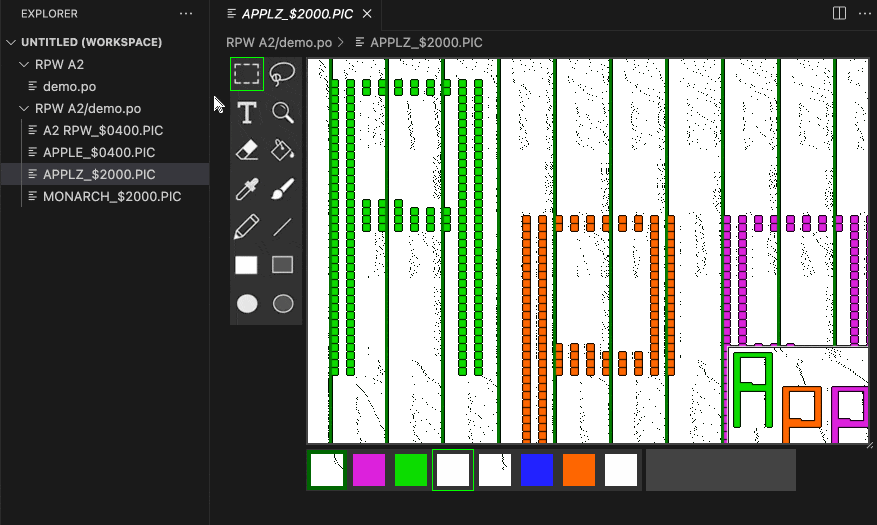 EXPLORER
···
APPLZ_$2000.PIC
UNTITLED (WORKSPACE)
RPW A2/demo.po > APPLZ_$2000.PIC
RPW A2
demo.po
RPW A2/demo.po
A2 RPW_$0400.PIC
APPLE_$0400.PIC
APPLZ_$2000.PIC
MONARCH_$2000.PIC
T
A
P
P
A
P
P